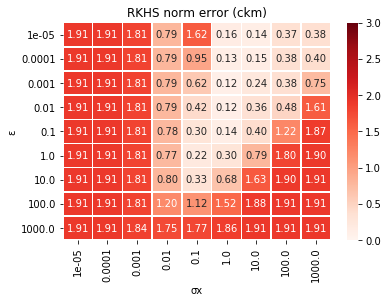 RKHS norm error (ckm)
1e-05 1.91 1.91 1.81 0.79 1.62 0.16 0.14 0.37 0.38
0.0001 1.91 1.91 1.81 0.79 0.95 0.13 0.15 0.38 0.40
0.001 1.91 1.91 1.81 0.79 0.62 0.12 0.24 0.38 0.75
0.01 1.91 1.91 1.81 0.79 0.42 0.12 0.36 0.48 1.61
0.1 1.91 1.91 1.81 0.78 0.30 0.14 0.40 1.22 1.87
1.0 1.91 1.91 1.81 0.77 0.22 0.30 0.79 1.80 1.90
10.0 1.91 1.91 1.81 0.80 0.33 0.68 1.63 1.90 1.91
100.0 1.91 1.91 1.81 1.20 1.12 1.52 1.88 1.91 1.91
1000.0 1.91 1.91 1.84 1.75 1.77 1.86 1.91 1.91 1.91
ε
1e-05 0.0001 0.001 0.01 0.1 1.0 10.0 100.0 1000.0
σx
3.0
2.5
2.0
1.5
1.0
0.5
0.0